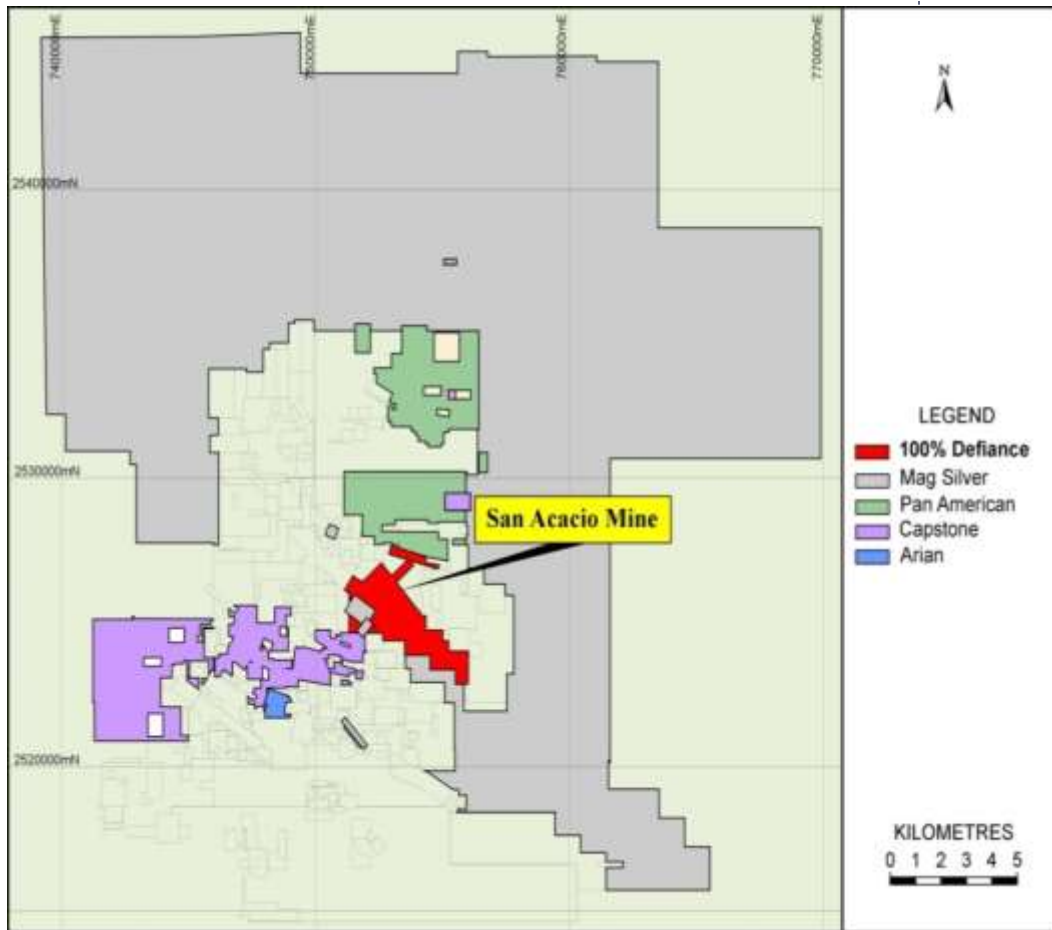 740000mE
750000mE
760000mE
770000mE
N
2540000mN
2530000mN
2520000mN
San Acacio Mine
LEGEND
100% Defiance
Mag Silver
Pan American
Capstone
Arian
KILOMETRES
0 1 2 3 4 5